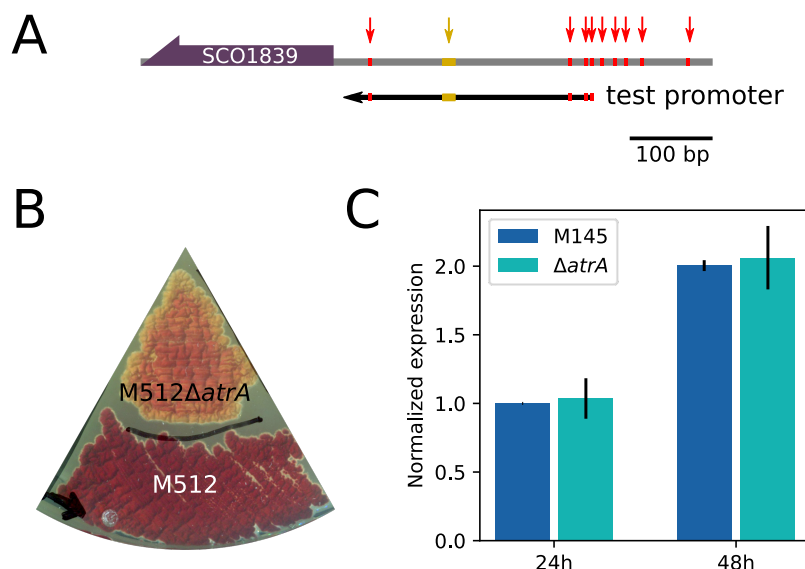 A
SCO1839
test promoter
100 bp
B
M512ΔatrA
M512
C
M145
ΔatrA
Normalized expression
2.0
1.5
1.0
0.5
0.0
24h
48h